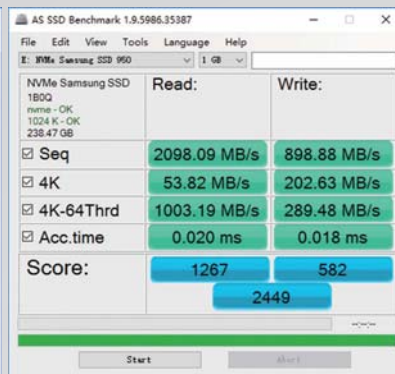 AS SSD Benchmark 1.9.5986.35387
File Edit View Tools Language Help
E: NVMe Samsung SSD 950 1 GB
NVMe Samsung SSD
1B0Q
nvme - OK
1024 K - OK
238.47 GB
Read: Write:
Seq 2098.09 MB/s 898.88 MB/s
4K 53.82 MB/s 202.63 MB/s
4K-64Thrd 1003.19 MB/s 289.48 MB/s
Acc.time 0.020 ms 0.018 ms
Score: 1267 582
2449
--:--:--
Start Abort